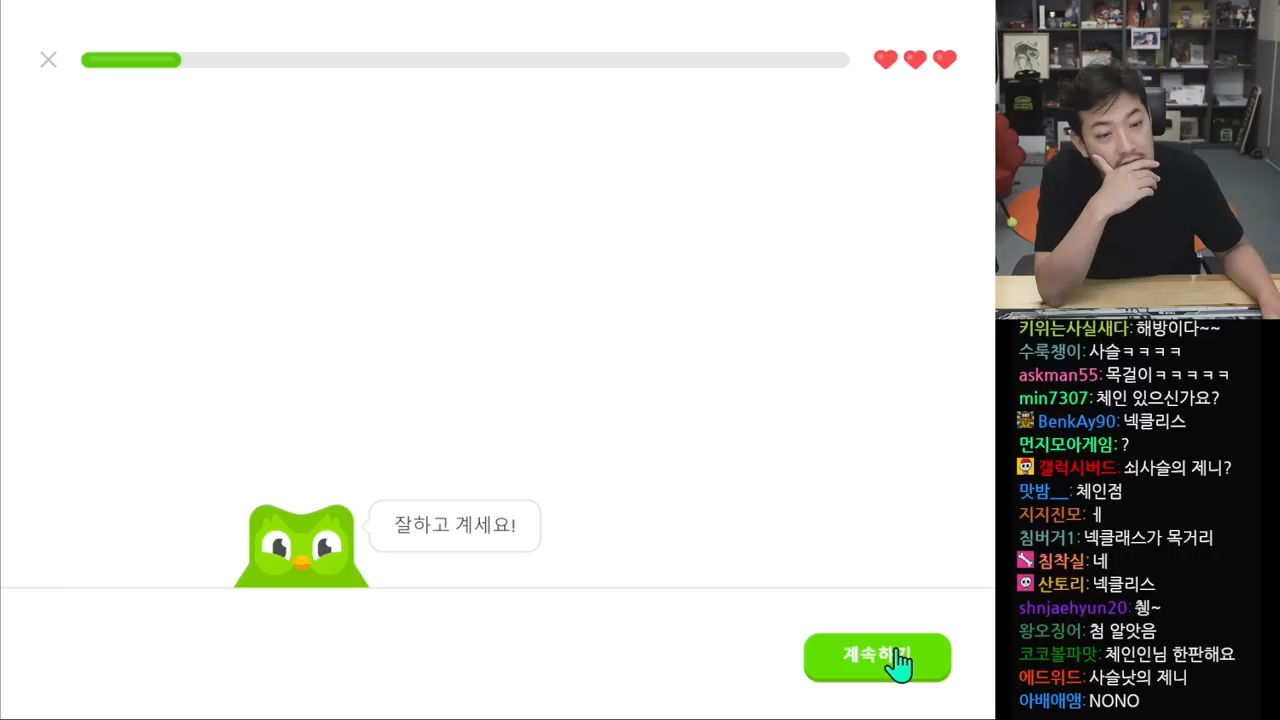 잘하고 계세요!
계속하기
키위는사실새다: 해방이다~~
수룩챙이: 사슬ㅋㅋㅋㅋ
askman55: 목걸이ㅋㅋㅋㅋㅋ
min7307: 체인 있으신가요?
BenkAy90: 넥클리스
먼지모아게임: ?
갤럭시버드: 쇠사슬의 제니?
맛밤__: 체인점
지지진모: ㅔ
침버거1: 넥클래스가 목거리
침착실: 네
산토리: 넥클리스
shnjaehyun20: 췡~
왕오징어: 첨 알앗음
코코볼파맛: 체인인님 한판해요
에드위드: 사슬낫의 제니
아배애앰: NONO